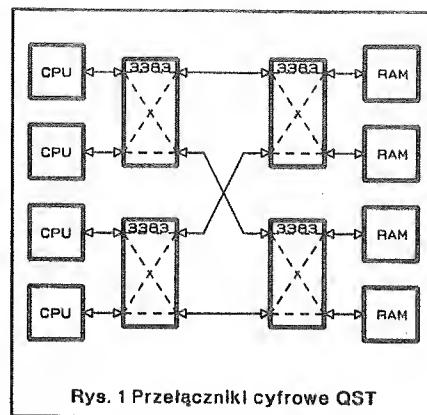 CPU 3383 3383 RAM
CPU RAM
CPU 3383 3383 RAM
CPU RAM
Rys. 1 Przełączniki cyfrowe QST